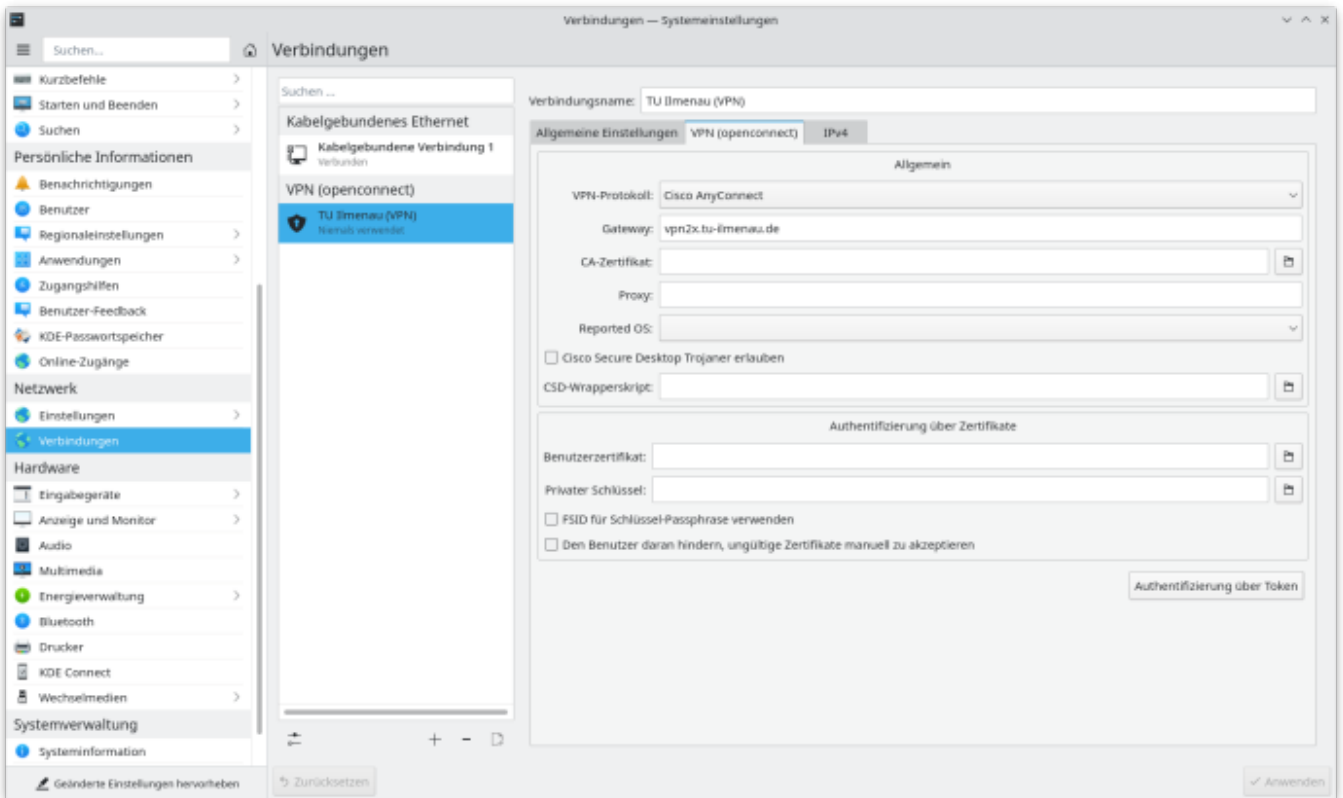 Verbindungen — Systemeinstellungen
Suchen...
Verbindungen
Kurzbefehle
Starten und Beenden
Suchen
Persönliche Informationen
Benachrichtigungen
Benutzer
Regionaleinstellungen
Anwendungen
Zugangshilfen
Benutzer-Feedback
KDE-Passwortspeicher
Online-Zugänge
Netzwerk
Einstellungen
Verbindungen
Hardware
Eingabegeräte
Anzeige und Monitor
Audio
Multimedia
Energieverwaltung
Bluetooth
Drucker
KDE Connect
Wechselmedien
Systemverwaltung
Systeminformation
Geänderte Einstellungen hervorheben
Suchen ...
Kabelgebundenes Ethernet
Kabelgebundene Verbindung 1
Verbunden
VPN (openconnect)
TU Ilmenau (VPN)
Niemals verwendet
Zurücksetzen
Verbindungsname: TU Ilmenau (VPN)
Allgemeine Einstellungen VPN (openconnect) IPv4
Allgemein
VPN-Protokoll: Cisco AnyConnect
Gateway: vpn2x.tu-ilmenau.de
CA-Zertifikat:
Proxy:
Reported OS:
Cisco Secure Desktop Trojaner erlauben
CSD-Wrapperskript:
Authentifizierung über Zertifikate
Benutzerzertifikat:
Privater Schlüssel:
FSID für Schlüssel-Passphrase verwenden
Den Benutzer daran hindern, ungültige Zertifikate manuell zu akzeptieren
Authentifizierung über Token
Anwenden